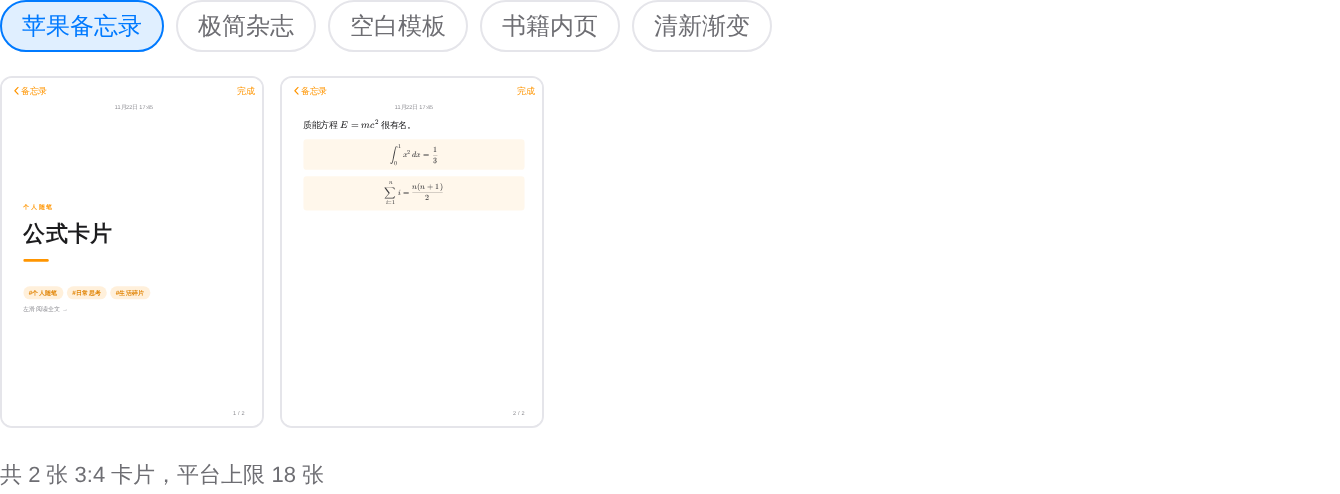 苹果备忘录 极简杂志 空白模板 书籍内页 清新渐变
备忘录 完成
11月22日 17:45
个人随笔
公式卡片
#个人随笔 #日常思考 #生活碎片
左滑阅读全文 →
1 / 2
备忘录 完成
11月22日 17:45
质能方程 E = mc² 很有名。
∫₀¹ x² dx = 1/3
∑ᵢ₌₁ⁿ i = n(n + 1)/2
2 / 2
共 2 张 3:4 卡片，平台上限 18 张